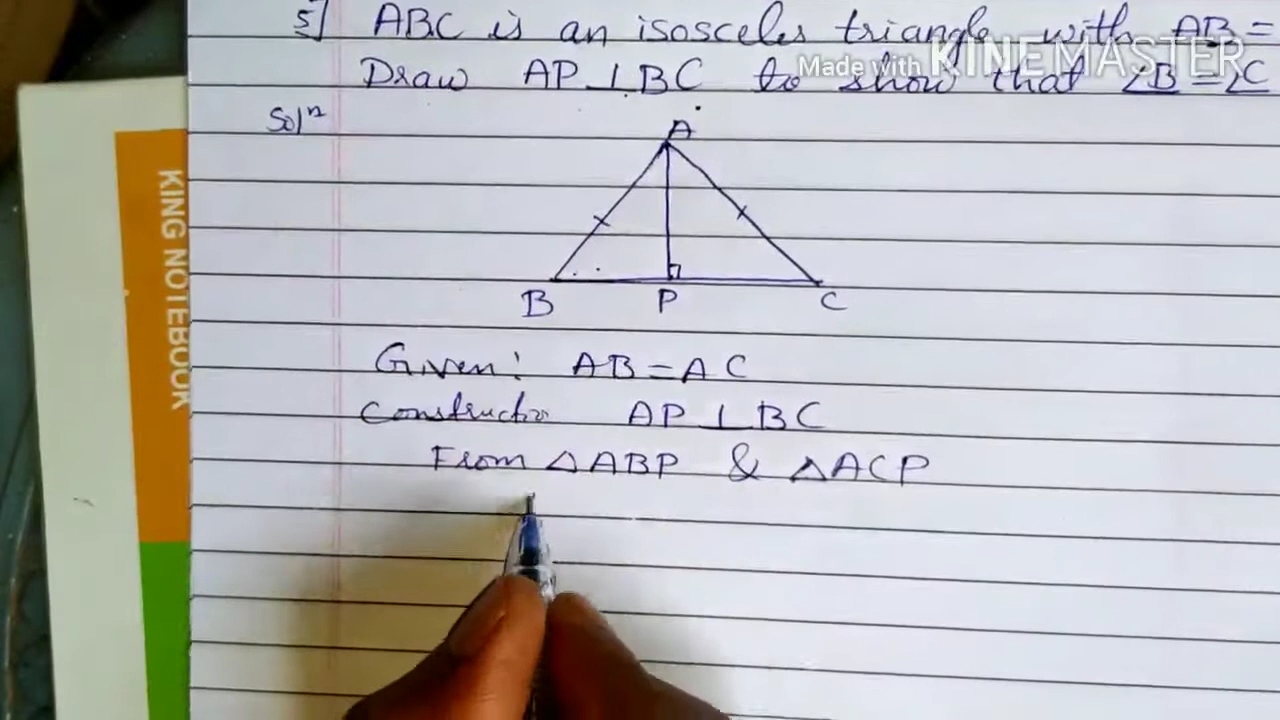 5] ABC is an isosceles triangle with AB=
Draw AP ⊥ BC to show that ∠B = ∠C
Made with KINEMASTER
Solⁿ
A
B P C
Given: AB = AC
Constructio AP ⊥ BC
From △ABP & △ACP
KING NOTEBOOK